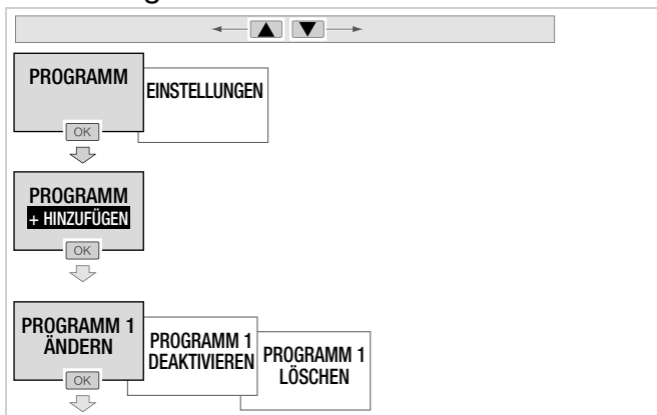 PROGRAMM
EINSTELLUNGEN
OK
PROGRAMM
+ HINZUFÜGEN
OK
PROGRAMM 1
ÄNDERN
PROGRAMM 1
DEAKTIVIEREN
PROGRAMM 1
LÖSCHEN
OK